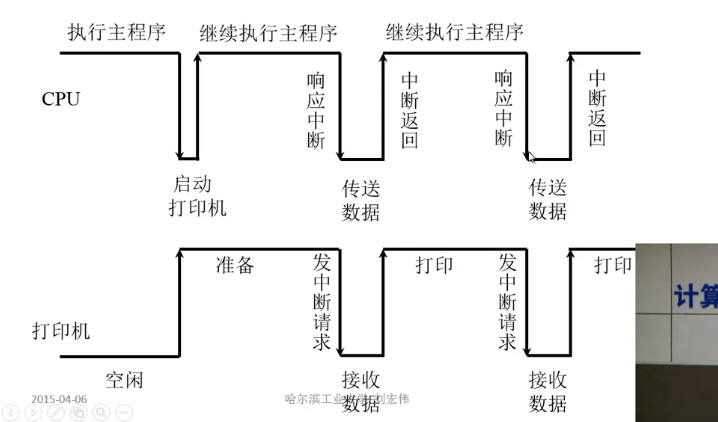 执行主程序
继续执行主程序
继续执行主程序
CPU
响应中断
中断返回
响应中断
中断返回
启动
打印机
传送
数据
传送
数据
准备
发中断请求
打印
发中断请求
打印
计算
打印机
空闲
接收
数据
接收
数据
2015-04-06
哈尔滨工业大学 刘宏伟